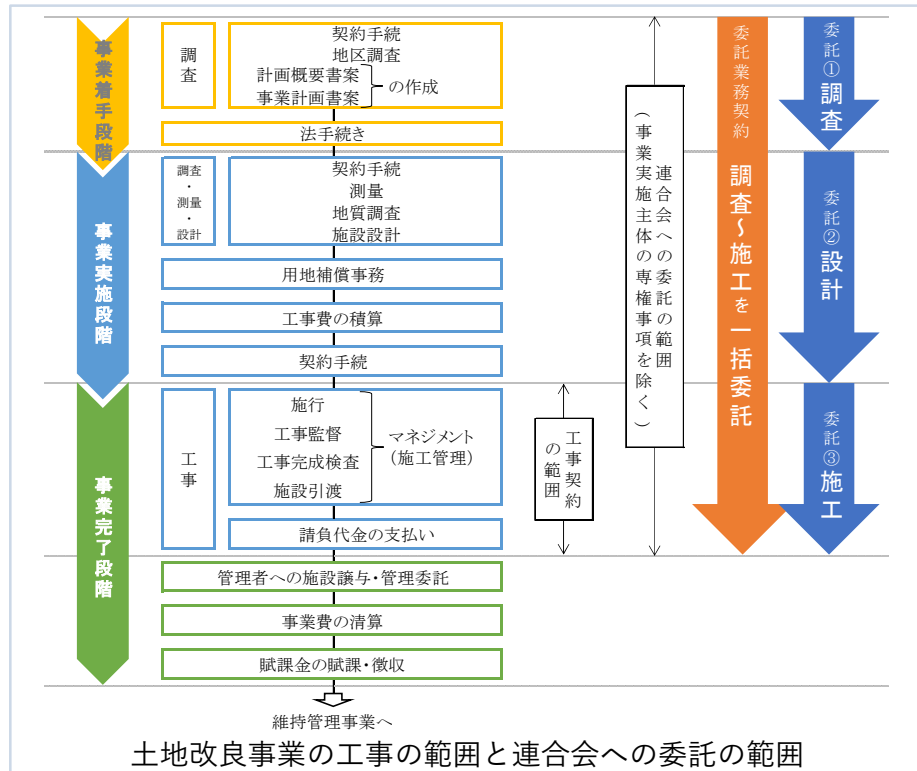 事業着手段階
調査
契約手続
地区調査
計画概要書案
事業計画書案
の作成
法手続き
事業実施段階
調査
・
測量
・
設計
契約手続
測量
地質調査
施設設計
用地補償事務
工事費の積算
契約手続
事業完了段階
工事
施行
工事監督
工事完成検査
施設引渡
マネジメント
(施工管理)
請負代金の支払い
管理者への施設譲与・管理委託
事業費の清算
賦課金の賦課・徴収
維持管理事業へ
工事契約
の範囲
連合会への委託の範囲
(事業実施主体の専権事項を除く)
委託業務契約 調査～施工を一括委託
委託①調査
委託②設計
委託③施工
土地改良事業の工事の範囲と連合会への委託の範囲